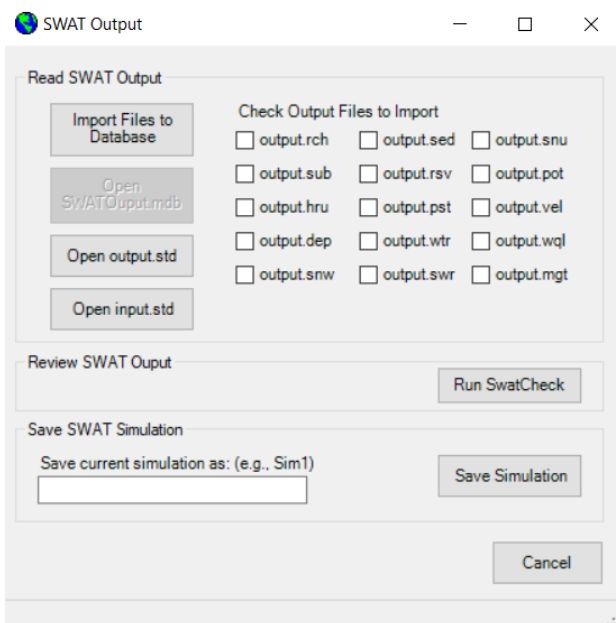 SWAT Output
Read SWAT Output
Import Files to
Database
Open
SWATOuput.mdb
Open output.std
Open input.std
Check Output Files to Import
output.rch output.sed output.snu
output.sub output.rsv output.pot
output.hru output.pst output.vel
output.dep output.wtr output.wql
output.snw output.swr output.mgt
Review SWAT Ouput
Run SwatCheck
Save SWAT Simulation
Save current simulation as: (e.g., Sim1)
Save Simulation
Cancel